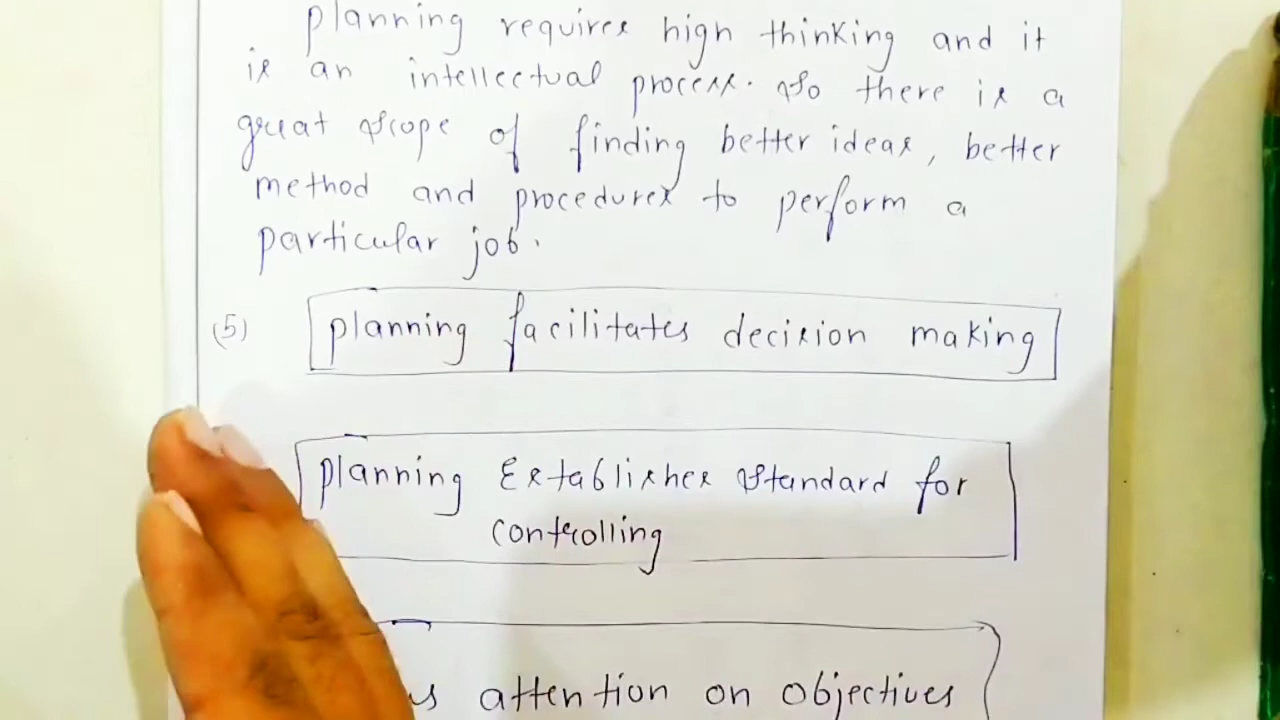 planning requires high thinking and it
is an intellectual process. So there is a
great scope of finding better ideas, better
method and procedures to perform a
particular job.
(5) planning facilitates decision making
planning Establishes standard for
controlling
attention on objectives